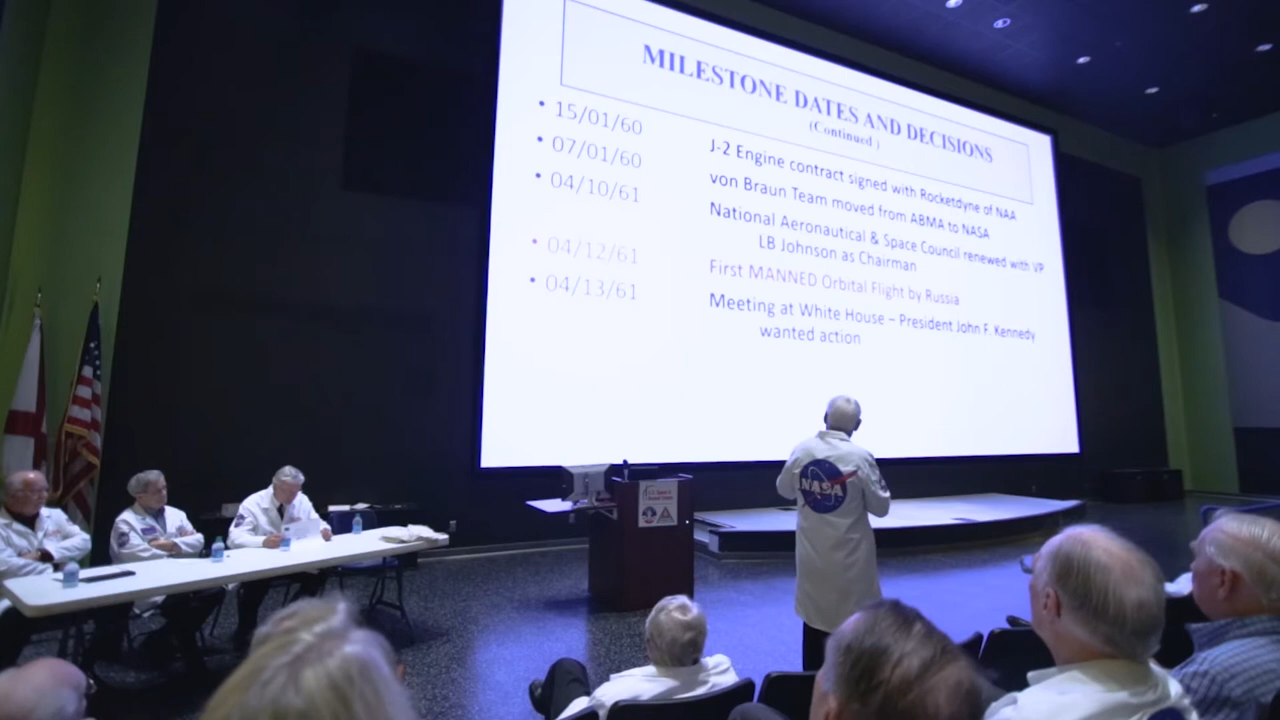 MILESTONE DATES AND DECISIONS
(Continued )
• 15/01/60 J-2 Engine contract signed with Rocketdyne of NAA
• 07/01/60 von Braun Team moved from ABMA to NASA
• 04/10/61 National Aeronautical & Space Council renewed with VP
LB Johnson as Chairman
• 04/12/61 First MANNED Orbital Flight by Russia
• 04/13/61 Meeting at White House – President John F. Kennedy
wanted action
NASA